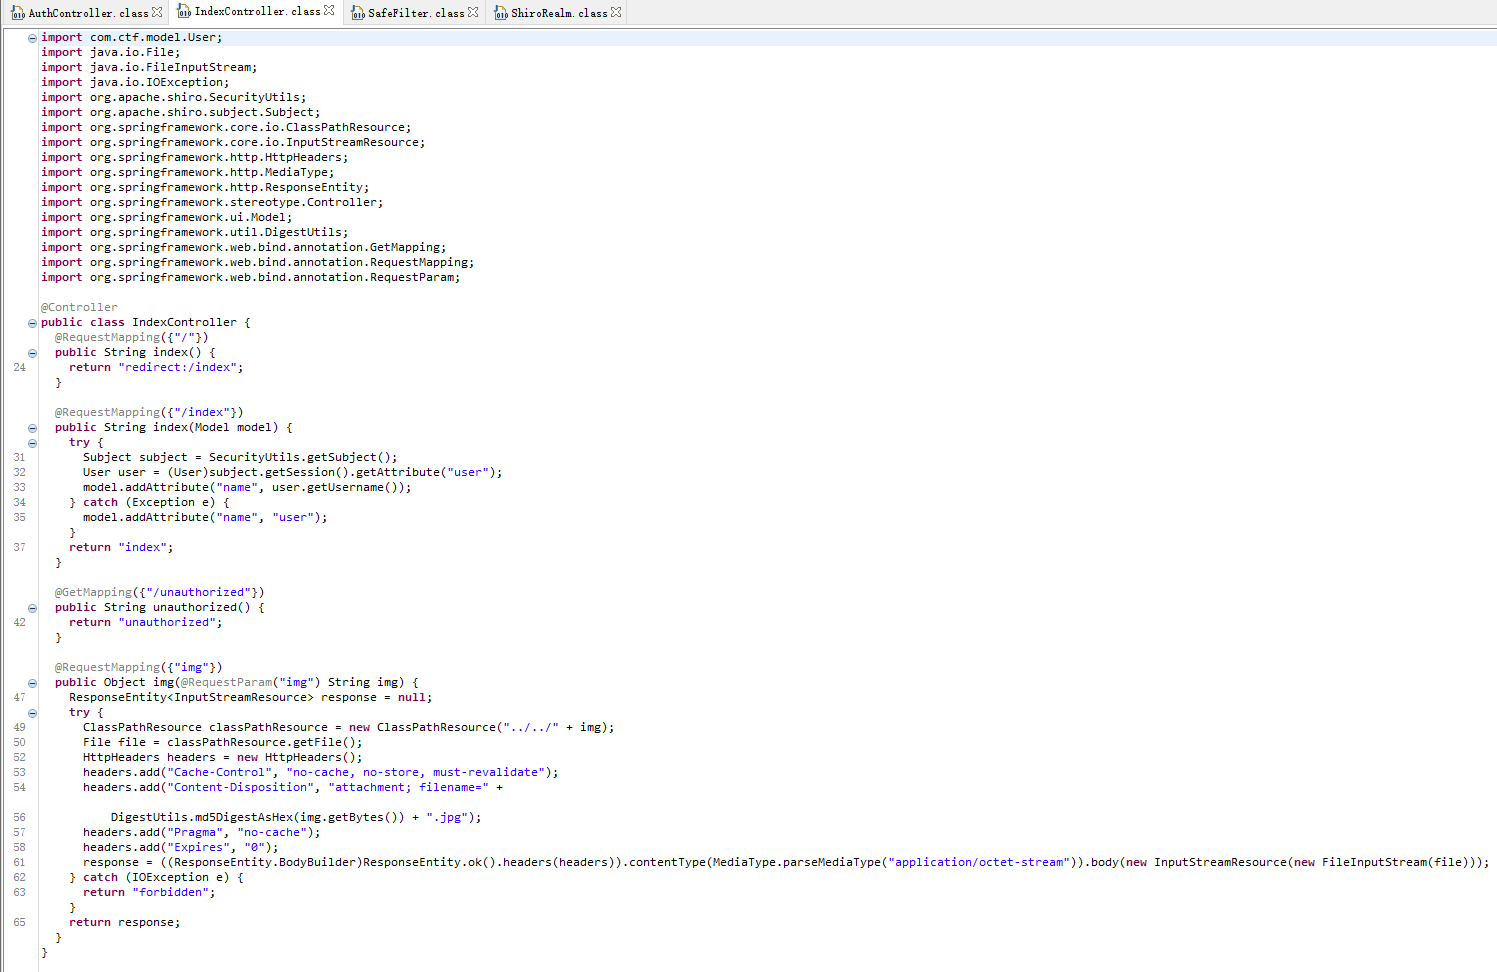 AuthController.class IndexController.class SafeFilter.class ShiroRealm.class
import com.ctf.model.User;
import java.io.File;
import java.io.FileInputStream;
import java.io.IOException;
import org.apache.shiro.SecurityUtils;
import org.apache.shiro.subject.Subject;
import org.springframework.core.io.ClassPathResource;
import org.springframework.core.io.InputStreamResource;
import org.springframework.http.HttpHeaders;
import org.springframework.http.MediaType;
import org.springframework.http.ResponseEntity;
import org.springframework.stereotype.Controller;
import org.springframework.ui.Model;
import org.springframework.util.DigestUtils;
import org.springframework.web.bind.annotation.GetMapping;
import org.springframework.web.bind.annotation.RequestMapping;
import org.springframework.web.bind.annotation.RequestParam;
@Controller
public class IndexController {
@RequestMapping({"/"})
public String index() {
24 return "redirect:/index";
}
@RequestMapping({"/index"})
public String index(Model model) {
try {
31 Subject subject = SecurityUtils.getSubject();
32 User user = (User)subject.getSession().getAttribute("user");
33 model.addAttribute("name", user.getUsername());
34 } catch (Exception e) {
35 model.addAttribute("name", "user");
}
37 return "index";
}
@GetMapping({"/unauthorized"})
public String unauthorized() {
42 return "unauthorized";
}
@RequestMapping({"img"})
public Object img(@RequestParam("img") String img) {
47 ResponseEntity<InputStreamResource> response = null;
try {
49 ClassPathResource classPathResource = new ClassPathResource("../../" + img);
50 File file = classPathResource.getFile();
52 HttpHeaders headers = new HttpHeaders();
53 headers.add("Cache-Control", "no-cache, no-store, must-revalidate");
54 headers.add("Content-Disposition", "attachment; filename=" +
56 DigestUtils.md5DigestAsHex(img.getBytes()) + ".jpg");
57 headers.add("Pragma", "no-cache");
58 headers.add("Expires", "0");
61 response = ((ResponseEntity.BodyBuilder)ResponseEntity.ok().headers(headers)).contentType(MediaType.parseMediaType("application/octet-stream")).body(new InputStreamResource(new FileInputStream(file)));
62 } catch (IOException e) {
63 return "forbidden";
}
65 return response;
}
}